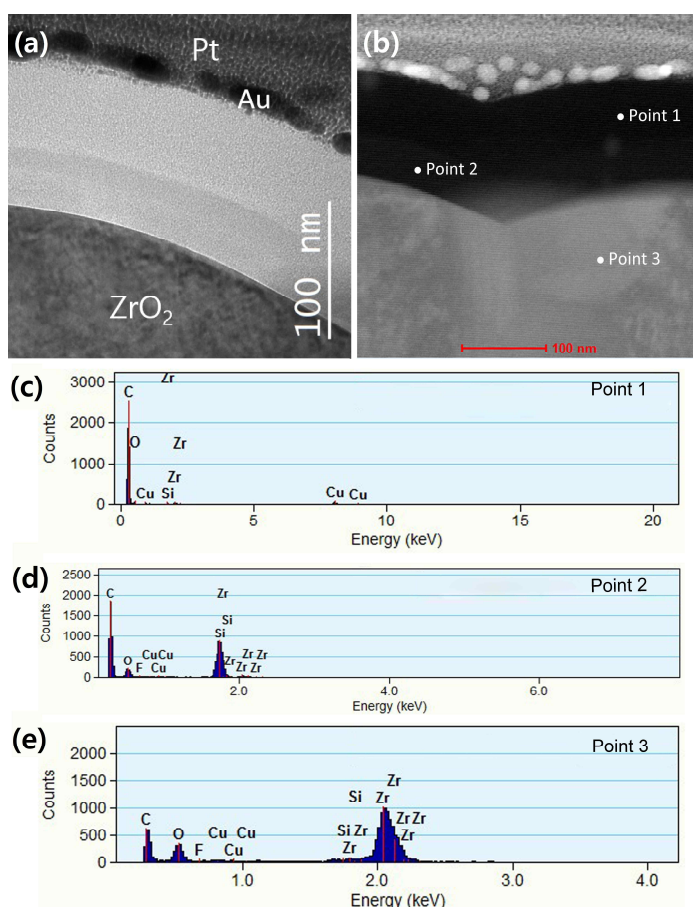 (a)
Pt
Au
100 nm
ZrO2
(b)
Point 1
Point 2
Point 3
100 nm
(c)
Point 1
Counts
3000
2000
1000
0
Zr
C
O
Zr
Zr
Cu
Si
Cu
Cu
0 5 10 15 20
Energy (keV)
(d)
Point 2
Counts
2500
2000
1500
1000
500
0
C
Zr
Si
Si
O
F
Cu Cu
Cu
Zr
Zr
Zr Zr
Zr
2.0 4.0 6.0
Energy (keV)
(e)
Point 3
Counts
2000
1500
1000
500
0
C
O
F
Cu
Cu
Cu
Si
Zr
Zr
Si Zr
Zr
Zr Zr
Zr
1.0 2.0 3.0 4.0
Energy (keV)